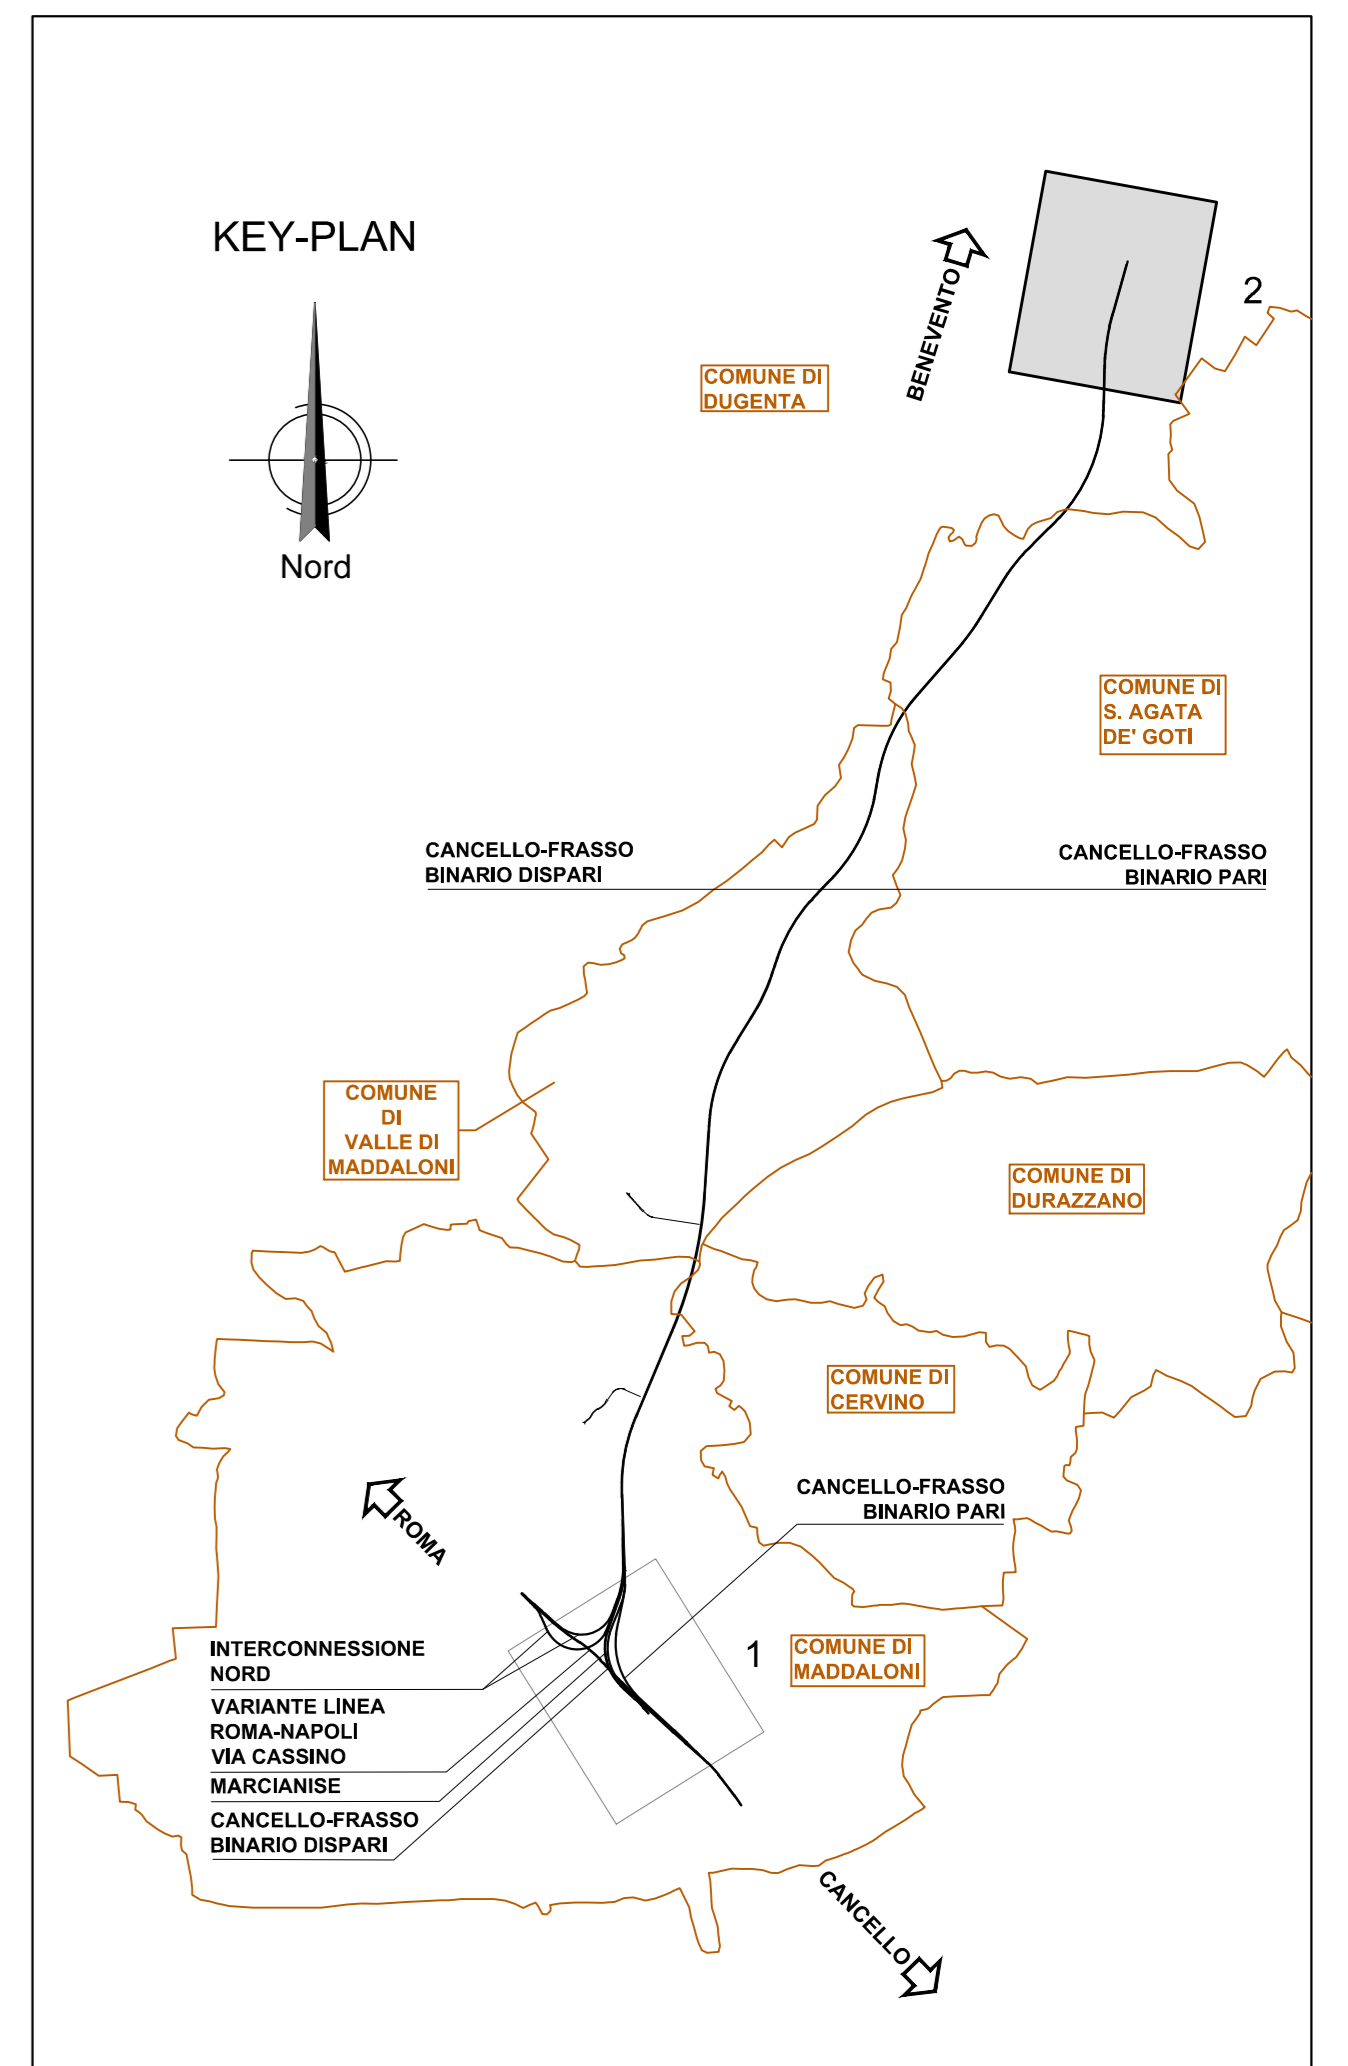 KEY-PLAN
Nord
BENEVENTO
2
COMUNE DI
DUGENTA
COMUNE DI
S. AGATA
DE' GOTI
CANCELLO-FRASSO
BINARIO DISPARI
CANCELLO-FRASSO
BINARIO PARI
COMUNE
DI
VALLE DI
MADDALONI
COMUNE DI
DURAZZANO
COMUNE DI
CERVINO
CANCELLO-FRASSO
BINARIO PARI
ROMA
INTERCONNESSIONE
NORD
VARIANTE LINEA
ROMA-NAPOLI
VIA CASSINO
MARCIANISE
CANCELLO-FRASSO
BINARIO DISPARI
1
COMUNE DI
MADDALONI
CANCELLO